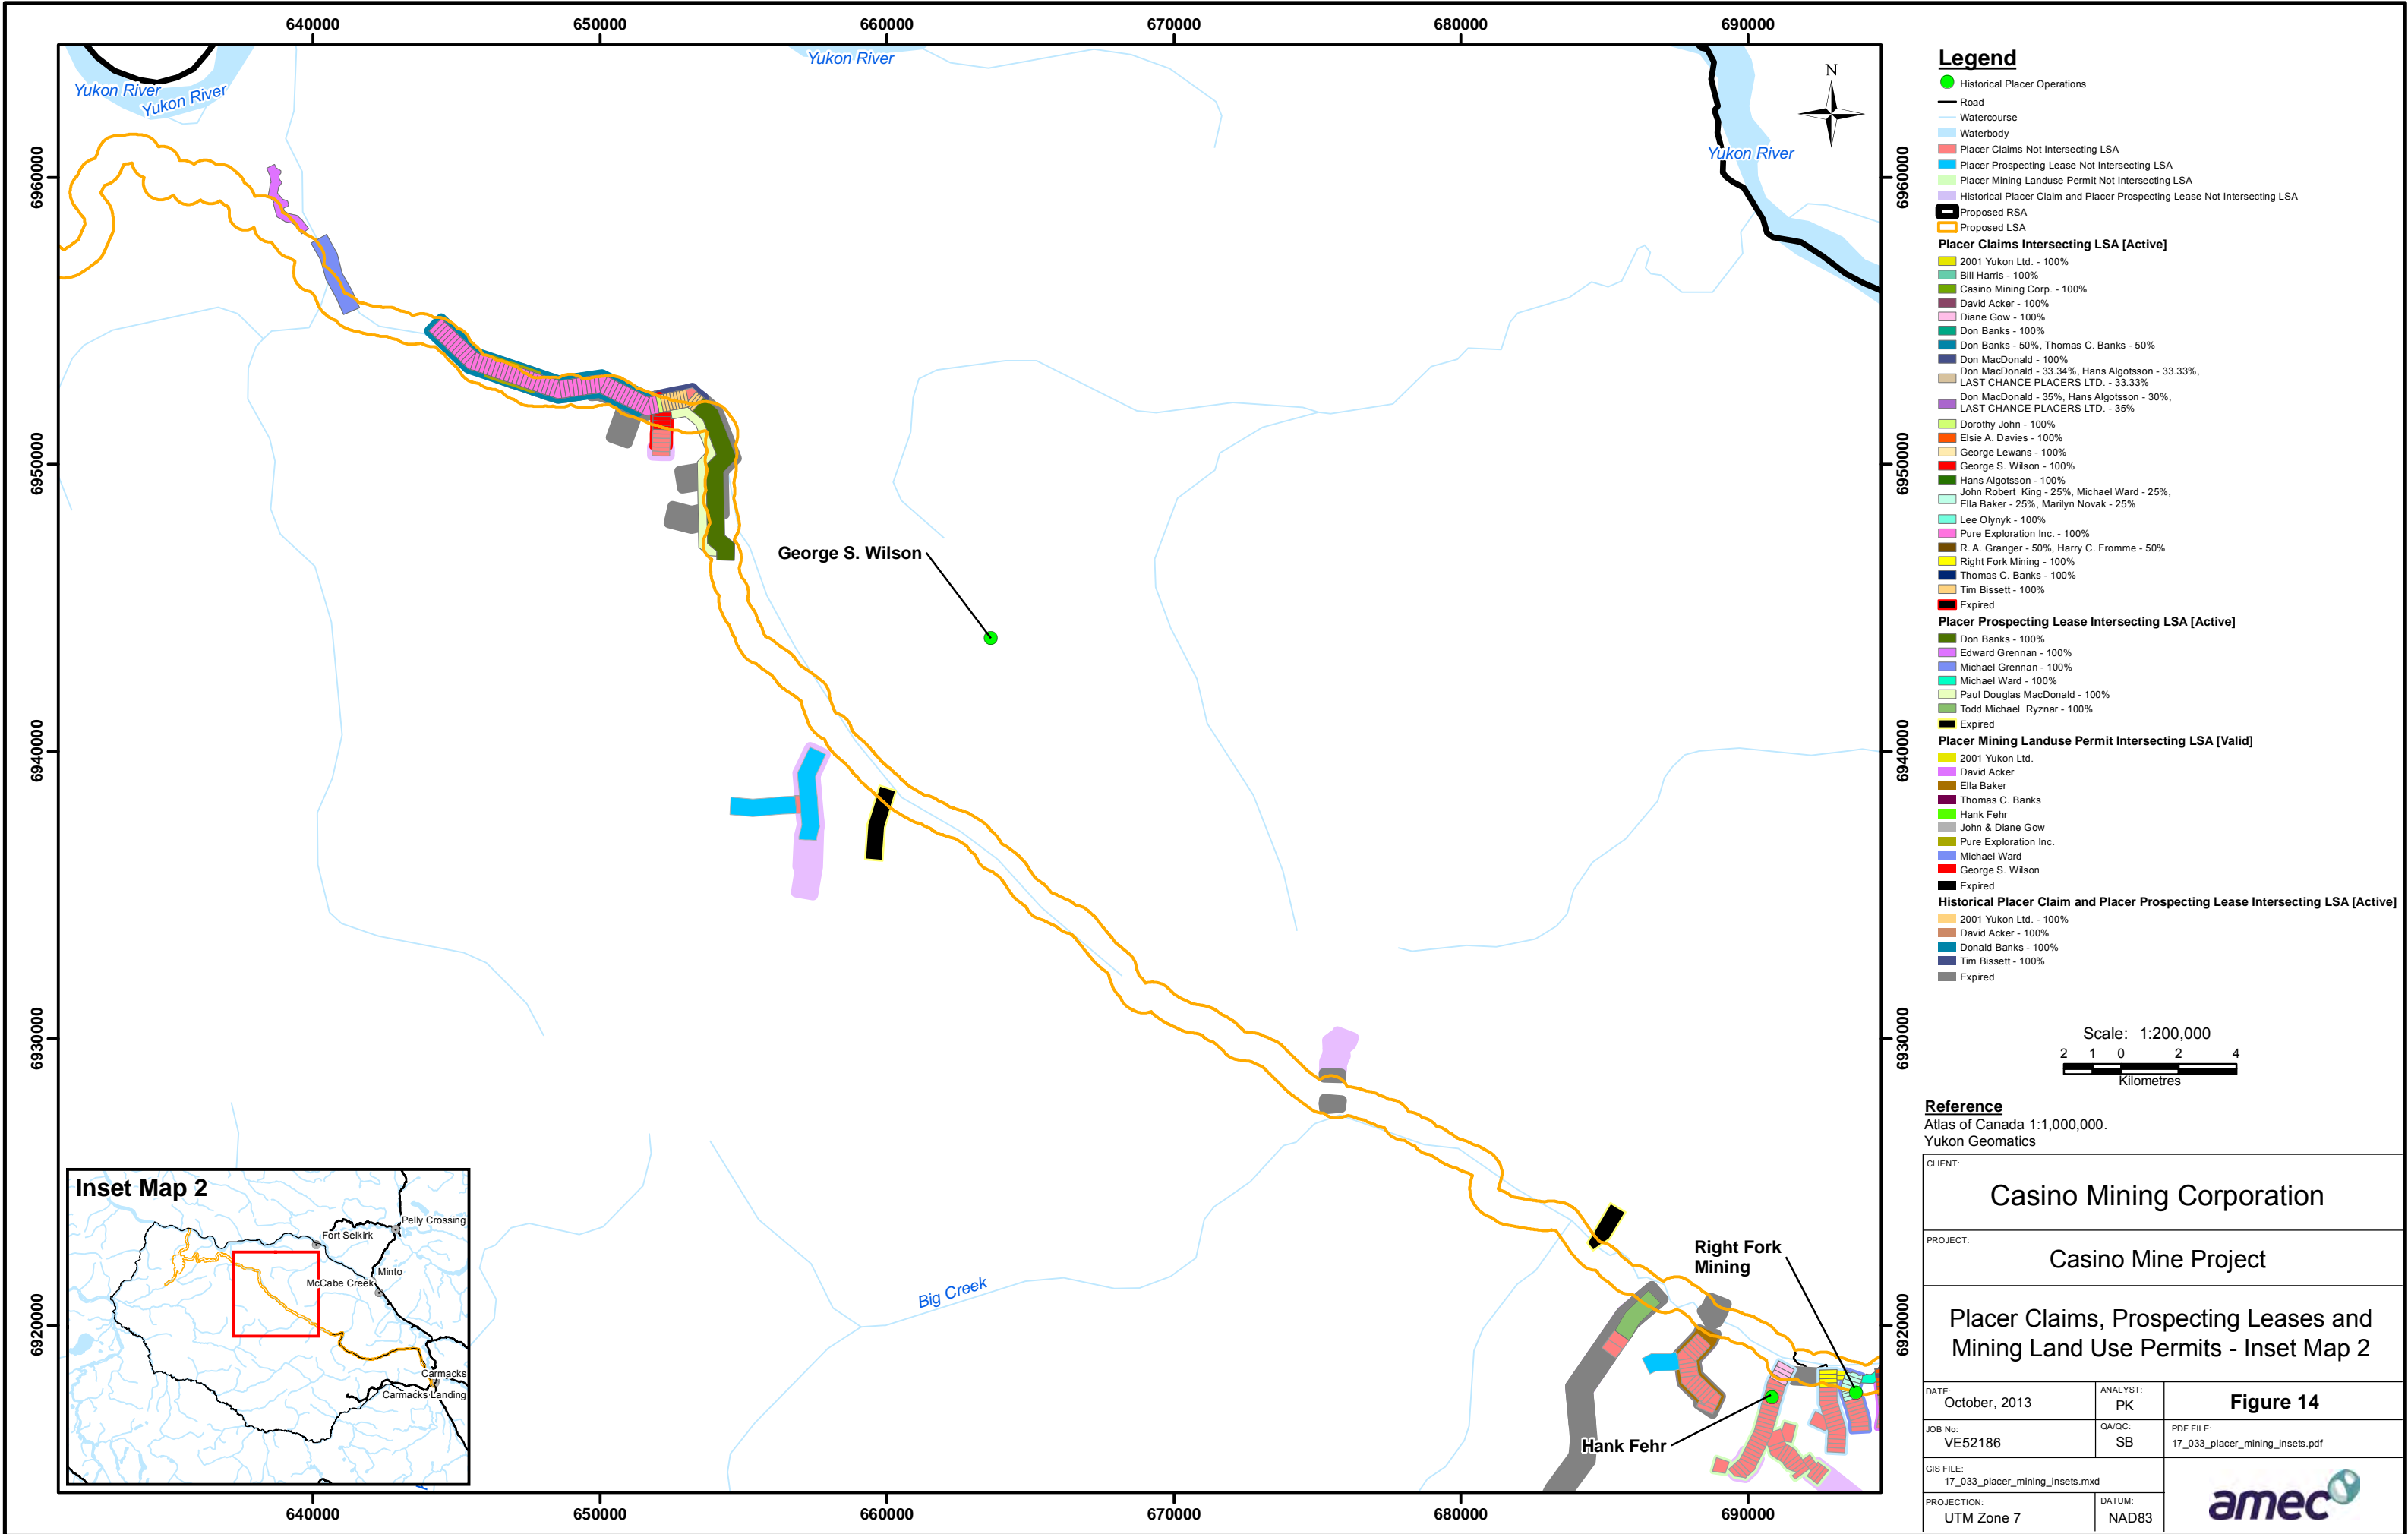 640000 650000 660000 670000 680000 690000
Yukon River
Yukon River
Yukon River
Yukon River
N
6960000
6960000
6950000
6950000
George S. Wilson
6940000
6940000
6930000
6930000
Big Creek
Right Fork
Mining
6920000
6920000
Hank Fehr
640000 650000 660000 670000 680000 690000
Inset Map 2
Pelly Crossing
Fort Selkirk
Minto
McCabe Creek
Carmacks
Carmacks Landing
Legend
Historical Placer Operations
Road
Watercourse
Waterbody
Placer Claims Not Intersecting LSA
Placer Prospecting Lease Not Intersecting LSA
Placer Mining Landuse Permit Not Intersecting LSA
Historical Placer Claim and Placer Prospecting Lease Not Intersecting LSA
Proposed RSA
Proposed LSA
Placer Claims Intersecting LSA [Active]
2001 Yukon Ltd. - 100%
Bill Harris - 100%
Casino Mining Corp. - 100%
David Acker - 100%
Diane Gow - 100%
Don Banks - 100%
Don Banks - 50%, Thomas C. Banks - 50%
Don MacDonald - 100%
Don MacDonald - 33.34%, Hans Algotsson - 33.33%,
LAST CHANCE PLACERS LTD. - 33.33%
Don MacDonald - 35%, Hans Algotsson - 30%,
LAST CHANCE PLACERS LTD. - 35%
Dorothy John - 100%
Elsie A. Davies - 100%
George Lewans - 100%
George S. Wilson - 100%
Hans Algotsson - 100%
John Robert King - 25%, Michael Ward - 25%,
Ella Baker - 25%, Marilyn Novak - 25%
Lee Olynyk - 100%
Pure Exploration Inc. - 100%
R. A. Granger - 50%, Harry C. Fromme - 50%
Right Fork Mining - 100%
Thomas C. Banks - 100%
Tim Bissett - 100%
Expired
Placer Prospecting Lease Intersecting LSA [Active]
Don Banks - 100%
Edward Grennan - 100%
Michael Grennan - 100%
Michael Ward - 100%
Paul Douglas MacDonald - 100%
Todd Michael Ryznar - 100%
Expired
Placer Mining Landuse Permit Intersecting LSA [Valid]
2001 Yukon Ltd.
David Acker
Ella Baker
Thomas C. Banks
Hank Fehr
John & Diane Gow
Pure Exploration Inc.
Michael Ward
George S. Wilson
Expired
Historical Placer Claim and Placer Prospecting Lease Intersecting LSA [Active]
2001 Yukon Ltd. - 100%
David Acker - 100%
Donald Banks - 100%
Tim Bissett - 100%
Expired
Scale: 1:200,000
2 1 0 2 4
Kilometres
Reference
Atlas of Canada 1:1,000,000.
Yukon Geomatics
CLIENT:
Casino Mining Corporation
PROJECT:
Casino Mine Project
Placer Claims, Prospecting Leases and
Mining Land Use Permits - Inset Map 2
DATE:
October, 2013
ANALYST:
PK
Figure 14
JOB No:
VE52186
QA/QC:
SB
PDF FILE:
17_033_placer_mining_insets.pdf
GIS FILE:
17_033_placer_mining_insets.mxd
PROJECTION:
UTM Zone 7
DATUM:
NAD83
amec